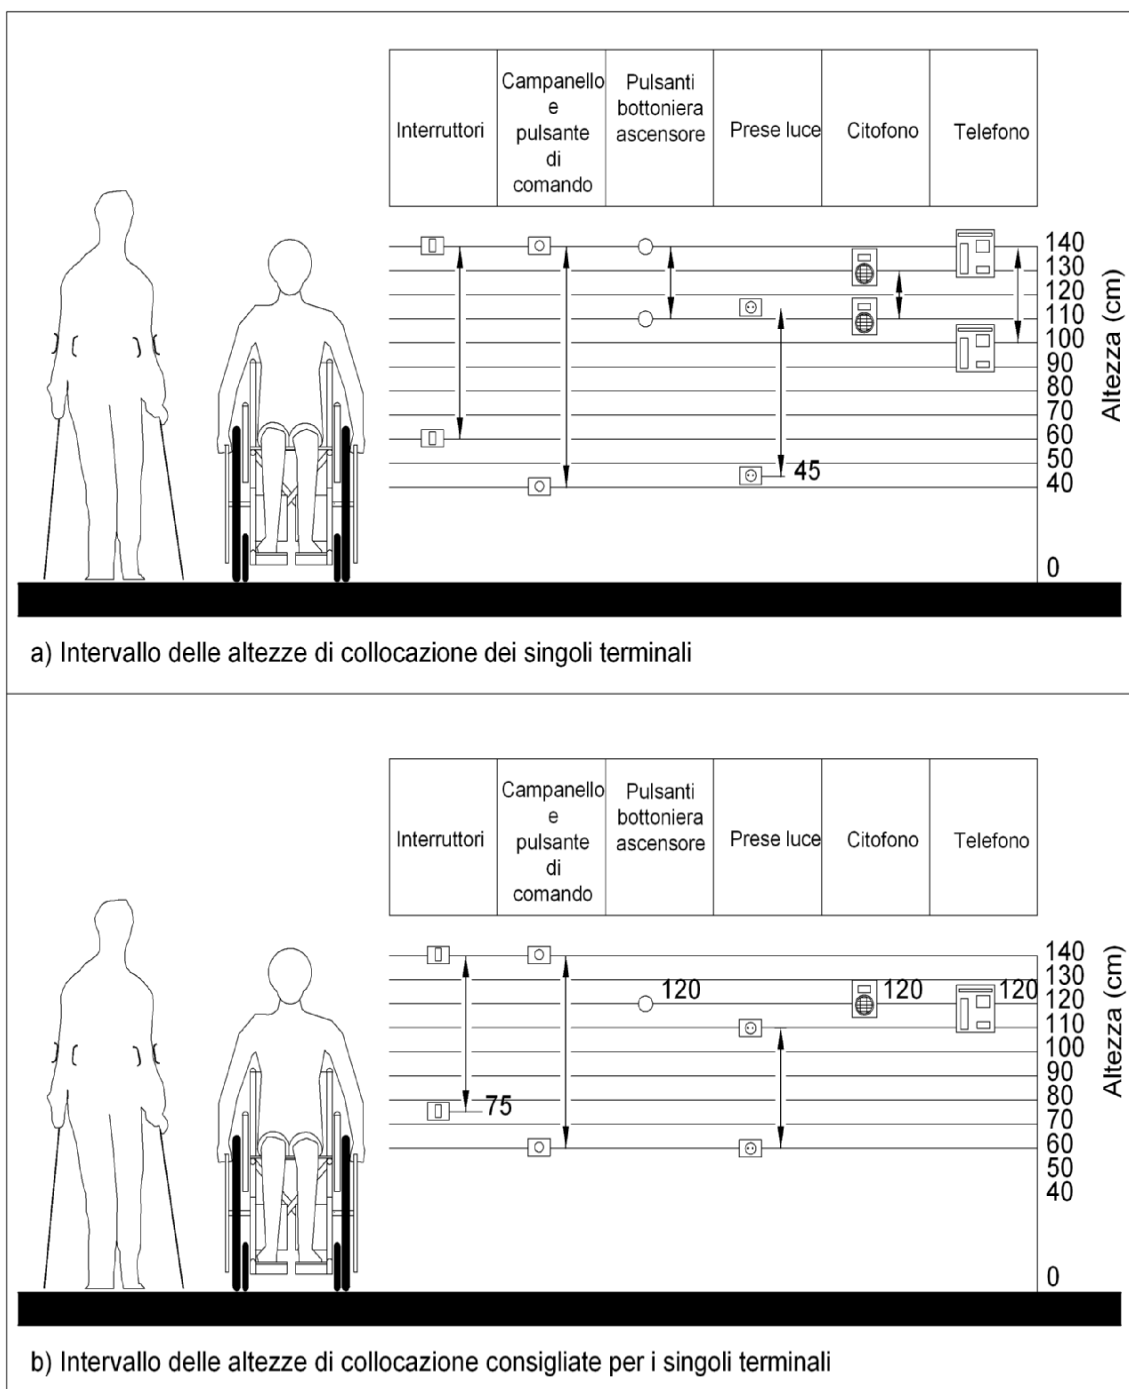 Interruttori
Campanello
e
pulsante
di
comando
Pulsanti
bottoniera
ascensore
Prese luce
Citofono
Telefono
140
130
120
110
100
90
80
70
60
50
40
0
45
Altezza (cm)
a) Intervallo delle altezze di collocazione dei singoli terminali
Interruttori
Campanello
e
pulsante
di
comando
Pulsanti
bottoniera
ascensore
Prese luce
Citofono
Telefono
120
120
120
75
140
130
120
110
100
90
80
70
60
50
40
0
Altezza (cm)
b) Intervallo delle altezze di collocazione consigliate per i singoli terminali